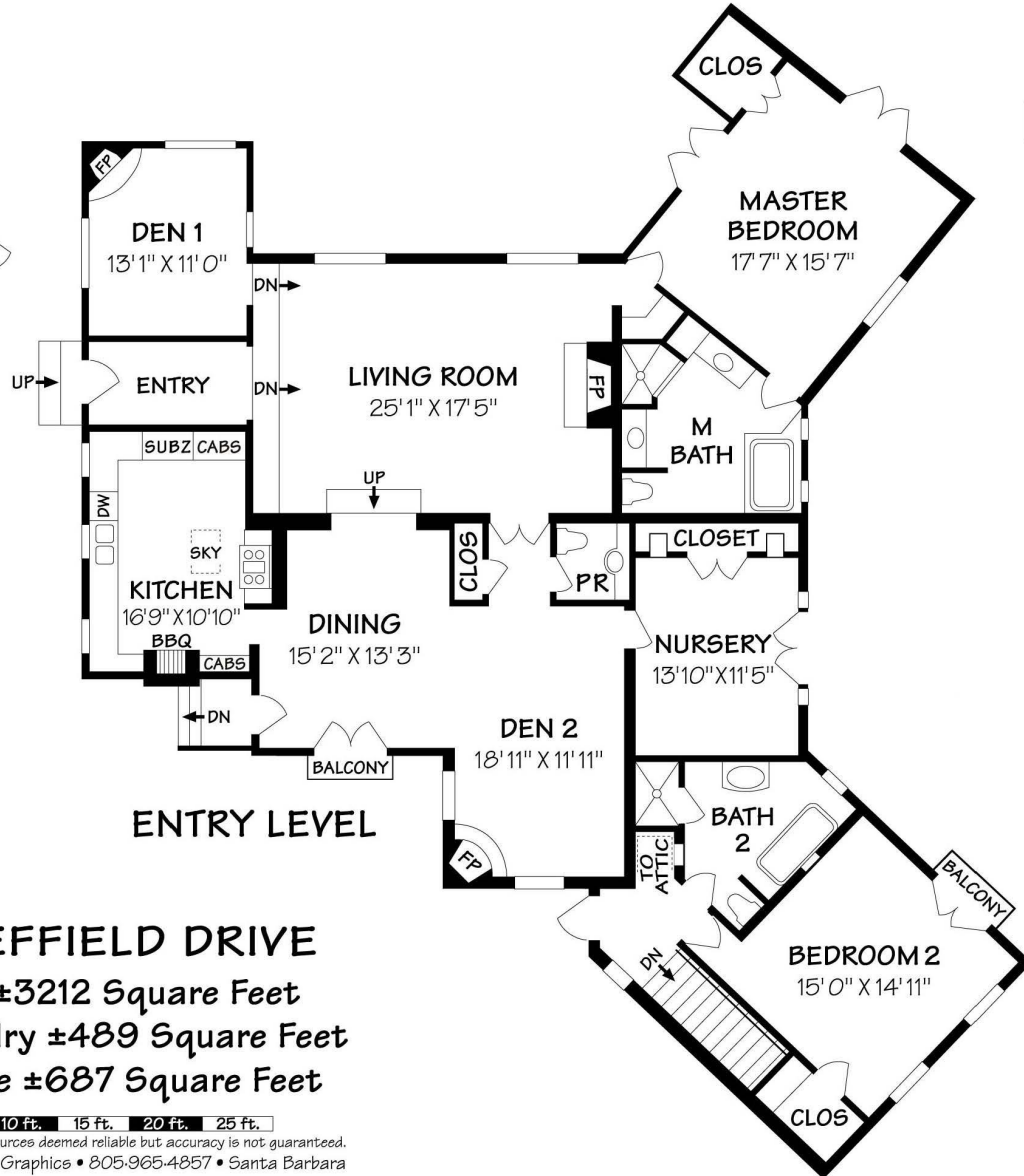 CLOS
MASTER
BEDROOM
17'7" X 15'7"
FP
DEN 1
13'1" X 11'0"
DN
UP
ENTRY
DN
LIVING ROOM
25'1" X 17'5"
FP
M
BATH
SUBZ CABS
DW
SKY
KITCHEN
16'9" X 10'10"
BBQ
CABS
UP
CLOS
PR
CLOSET
DINING
15'2" X 13'3"
NURSERY
13'10" X 11'5"
DN
BALCONY
DEN 2
18'11" X 11'11"
FP
ENTRY LEVEL
BATH
2
TO
ATTIC
BALCONY
BEDROOM 2
15'0" X 14'11"
DN
CLOS
EFFIELD DRIVE
±3212 Square Feet
dry ±489 Square Feet
e ±687 Square Feet
10 ft. 15 ft. 20 ft. 25 ft.
urces deemed reliable but accuracy is not guaranteed.
Graphics • 805-965-4857 • Santa Barbara